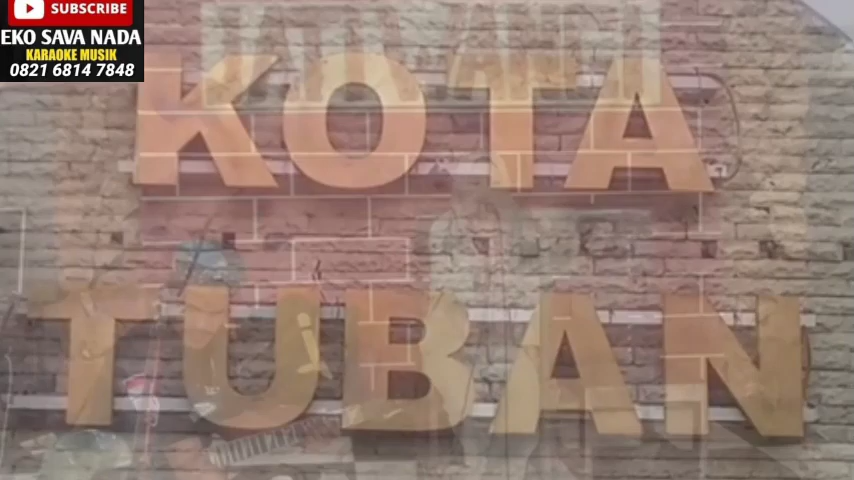 SUBSCRIBE
EKO SAVA NADA
KARAOKE MUSIK
0821 6814 7848
KOTA
TUBAN